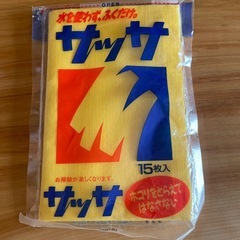 OPEN
水を使わず、ふくだけ。
サッサ
15枚入
お掃除が楽しくなります。
サッサ
ホコリをとらえて
はなさない